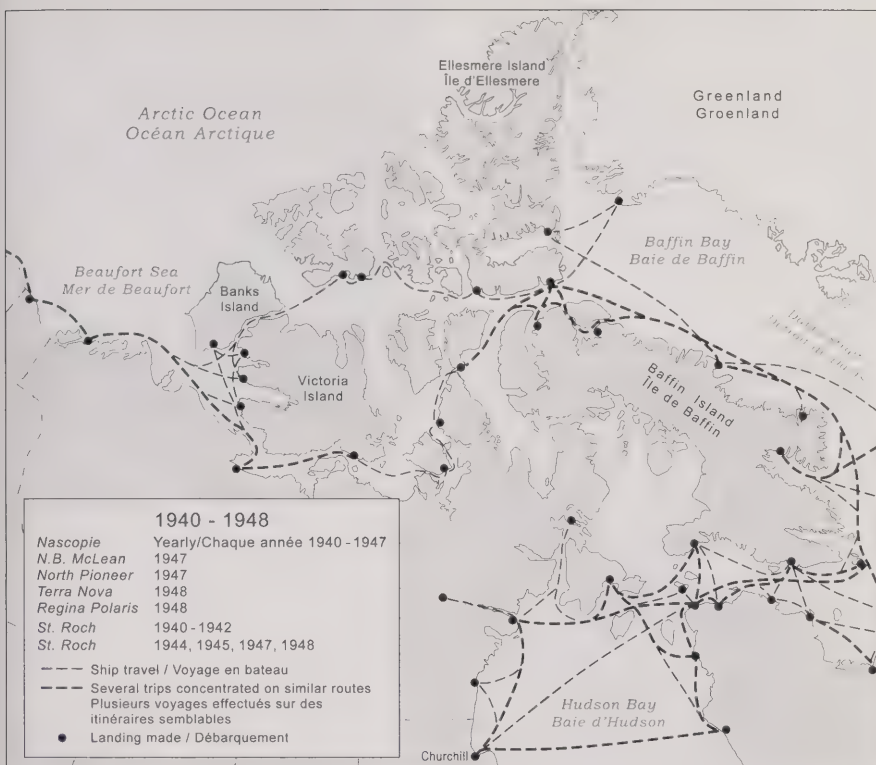 Ellesmere Island
Île d'Ellesmere
Greenland
Groenland
Arctic Ocean
Océan Arctique
Beaufort Sea
Mer de Beaufort
Banks
Island
Baffin Bay
Baie de Baffin
Victoria
Island
Baffin Island
Île de Baffin
1940 - 1948
Nascopie Yearly/Chaque année 1940 - 1947
N.B. McLean 1947
North Pioneer 1947
Terra Nova 1948
Regina Polaris 1948
St. Roch 1940 - 1942
St. Roch 1944, 1945, 1947, 1948
Ship travel / Voyage en bateau
Several trips concentrated on similar routes
Plusieurs voyages effectués sur des
itinéraires semblables
Landing made / Débarquement
Hudson Bay
Baie d'Hudson
Churchill